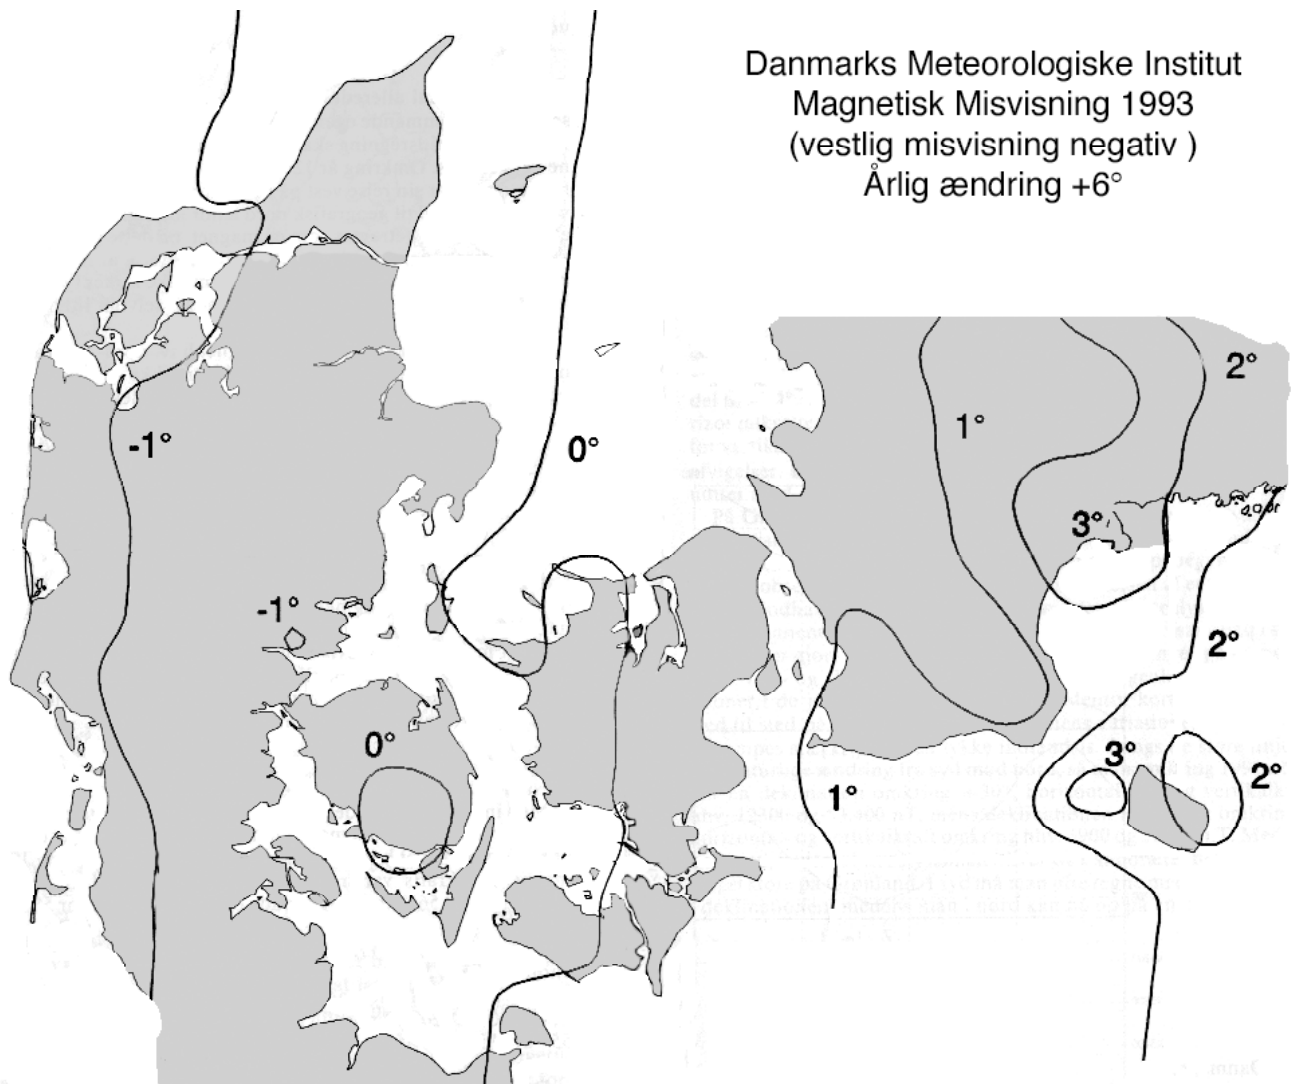 Danmarks Meteorologiske Institut
Magnetisk Misvisning 1993
(vestlig misvisning negativ )
Årlig ændring +6°
2°
1°
-1°
0°
3°
-1°
2°
0°
3°
2°
1°